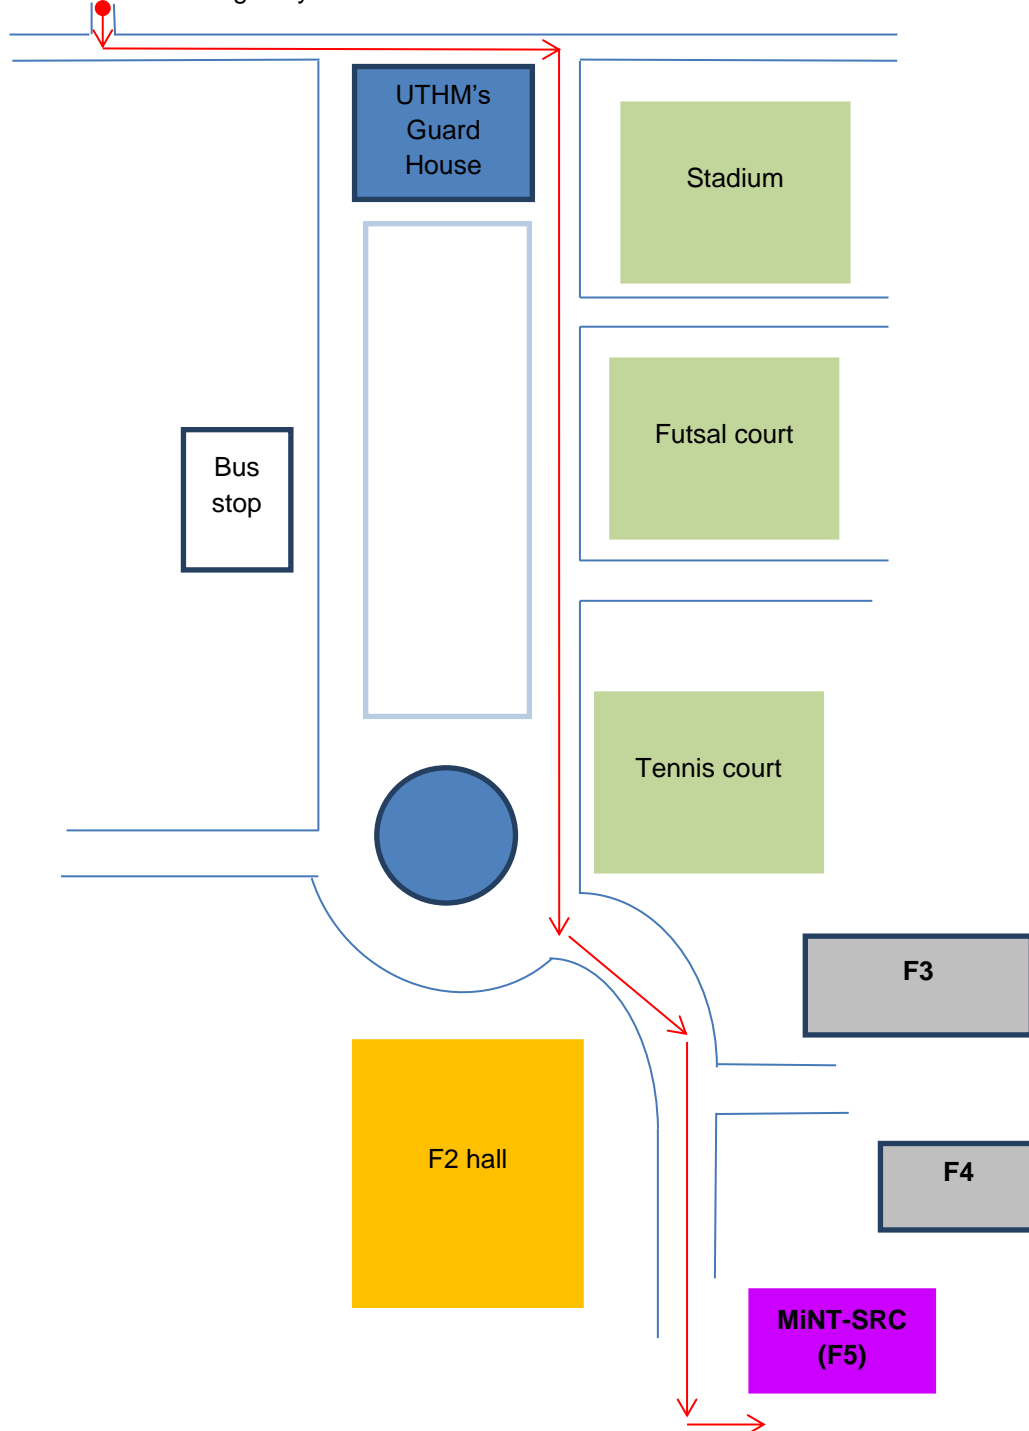 UTHM's
Guard
House
Stadium
Futsal court
Bus
stop
Tennis court
F3
F2 hall
F4
MiNT-SRC
(F5)